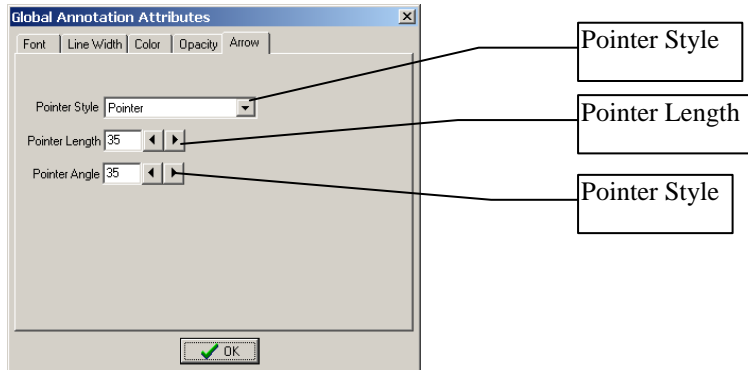 Global Annotation Attributes
Font Line Width Color Opacity Arrow
Pointer Style Pointer
Pointer Length 35
Pointer Angle 35
OK
Pointer Style
Pointer Length
Pointer Style